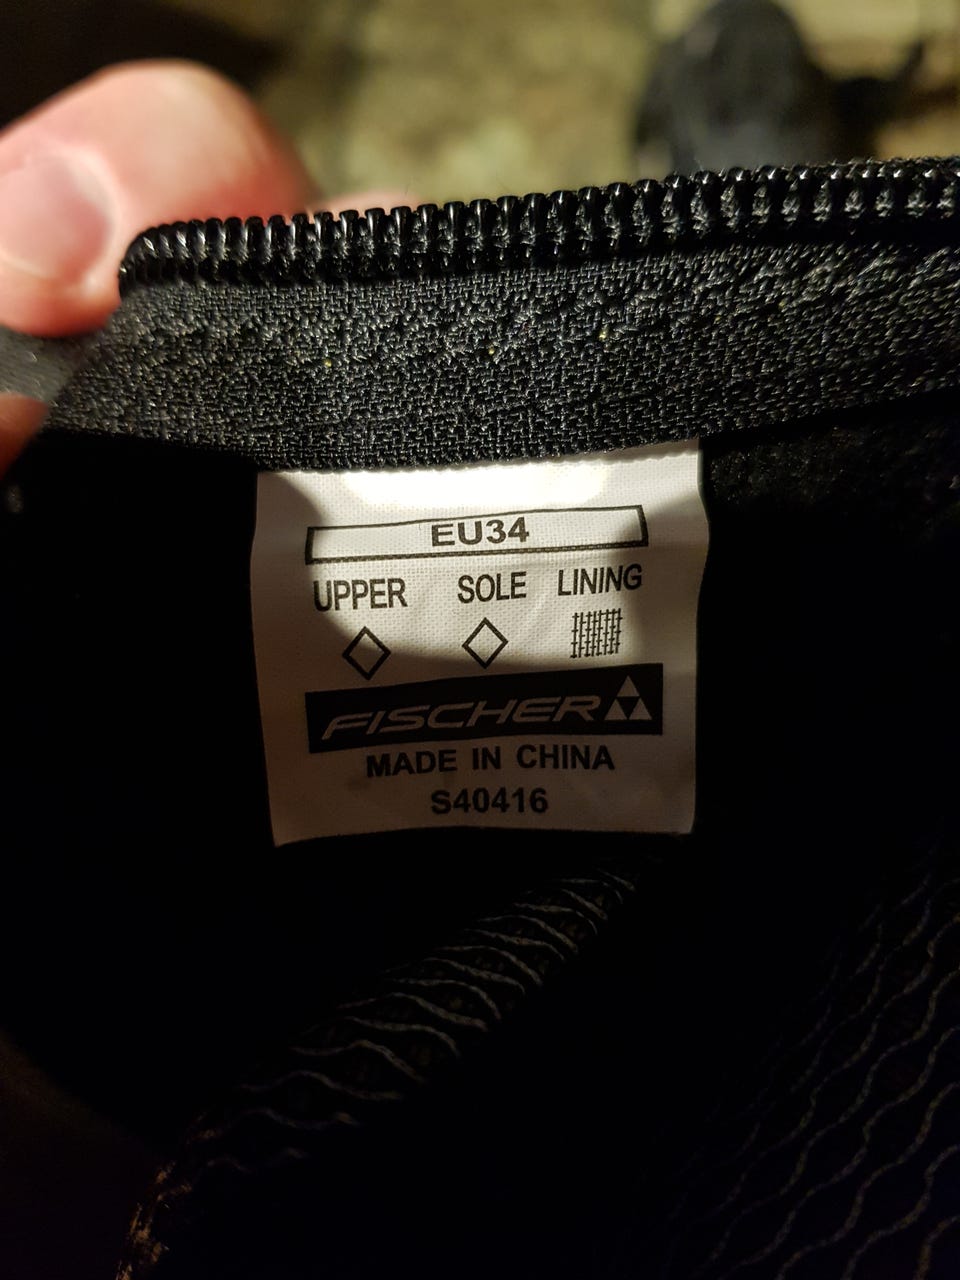 EU34
UPPER SOLE LINING
FISCHER
MADE IN CHINA
S40416